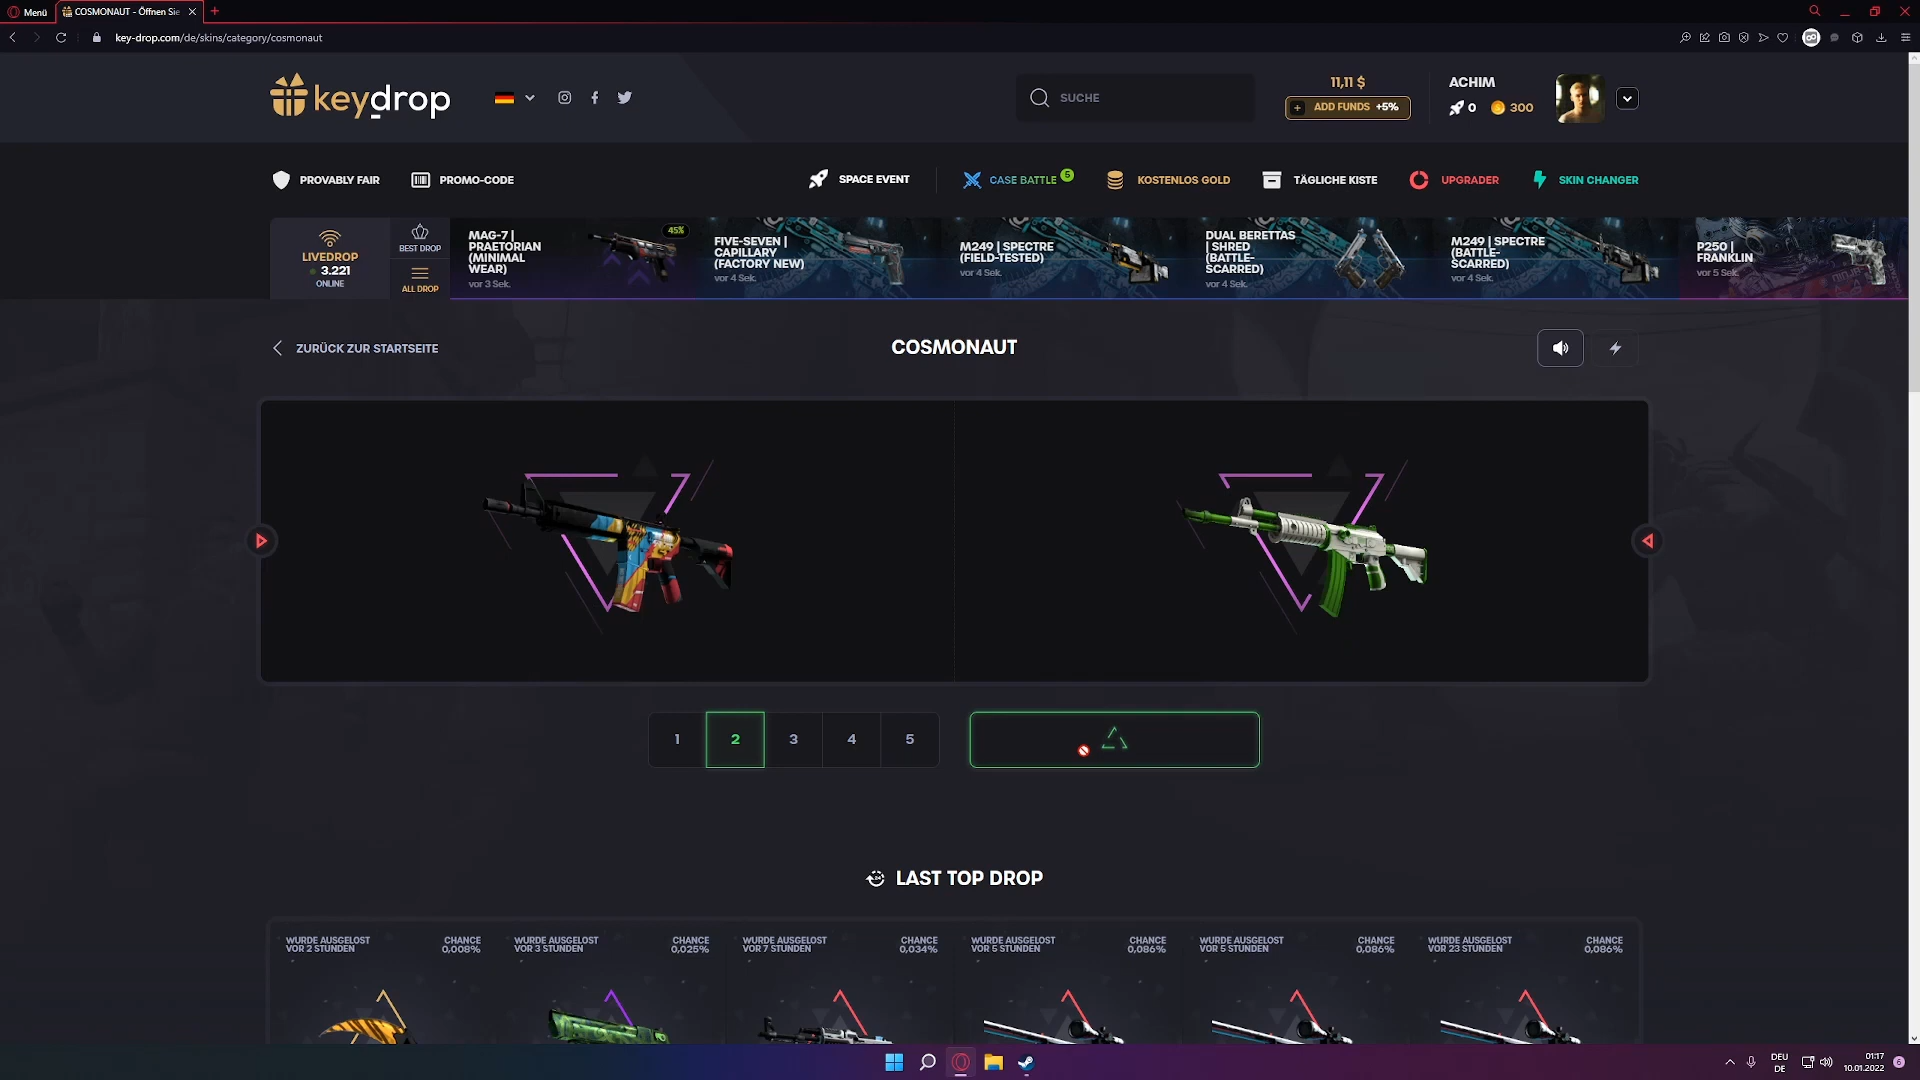 Menü
COSMONAUT - Öffnen Sie
key-drop.com/de/skins/category/cosmonaut
keydrop
SUCHE
11,11 $
ADD FUNDS +5%
ACHIM
0 300
PROVABLY FAIR
PROMO-CODE
SPACE EVENT
CASE BATTLE 5
KOSTENLOS GOLD
TÄGLICHE KISTE
UPGRADER
SKIN CHANGER
LIVEDROP
3.221
ONLINE
BEST DROP
ALL DROP
MAG-7 |
PRAETORIAN
(MINIMAL
WEAR)
vor 3 Sek.
45%
FIVE-SEVEN |
CAPILLARY
(FACTORY NEW)
vor 4 Sek.
M249 | SPECTRE
(FIELD-TESTED)
vor 4 Sek.
DUAL BERETTAS
| SHRED
(BATTLE-
SCARRED)
vor 4 Sek.
M249 | SPECTRE
(BATTLE-
SCARRED)
vor 4 Sek.
P250 |
FRANKLIN
vor 5 Sek.
ZURÜCK ZUR STARTSEITE
COSMONAUT
1 2 3 4 5
LAST TOP DROP
WURDE AUSGELOST
VOR 2 STUNDEN
CHANCE
0,008%
WURDE AUSGELOST
VOR 3 STUNDEN
CHANCE
0,025%
WURDE AUSGELOST
VOR 7 STUNDEN
CHANCE
0,034%
WURDE AUSGELOST
VOR 5 STUNDEN
CHANCE
0,086%
WURDE AUSGELOST
VOR 5 STUNDEN
CHANCE
0,086%
WURDE AUSGELOST
VOR 23 STUNDEN
CHANCE
0,086%
DEU
DE
01:17
10.01.2022
6